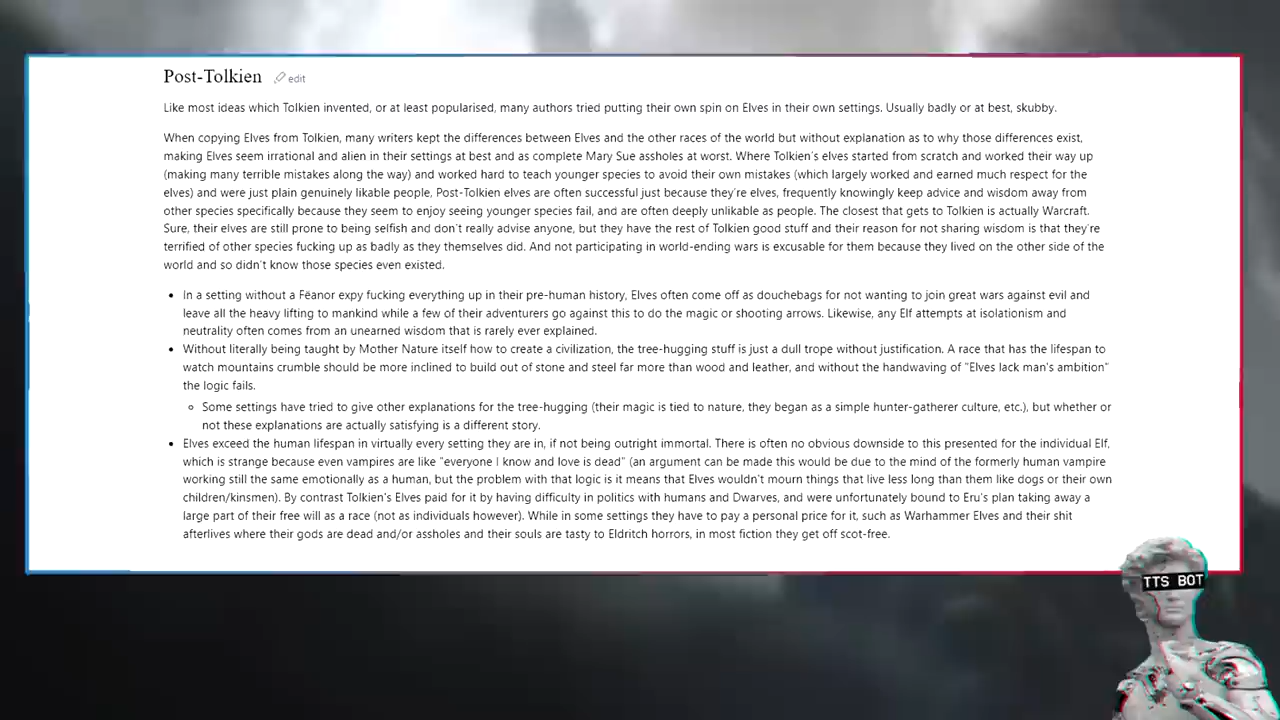 Post-Tolkien edit
Like most ideas which Tolkien invented, or at least popularised, many authors tried putting their own spin on Elves in their own settings. Usually badly or at best, skubby.
When copying Elves from Tolkien, many writers kept the differences between Elves and the other races of the world but without explanation as to why those differences exist,
making Elves seem irrational and alien in their settings at best and as complete Mary Sue assholes at worst. Where Tolkien's elves started from scratch and worked their way up
(making many terrible mistakes along the way) and worked hard to teach younger species to avoid their own mistakes (which largely worked and earned much respect for the
elves) and were just plain genuinely likable people, Post-Tolkien elves are often successful just because they're elves, frequently knowingly keep advice and wisdom away from
other species specifically because they seem to enjoy seeing younger species fail, and are often deeply unlikable as people. The closest that gets to Tolkien is actually Warcraft.
Sure, their elves are still prone to being selfish and don't really advise anyone, but they have the rest of Tolkien good stuff and their reason for not sharing wisdom is that they're
terrified of other species fucking up as badly as they themselves did. And not participating in world-ending wars is excusable for them because they lived on the other side of the
world and so didn't know those species even existed.
• In a setting without a Fëanor expy fucking everything up in their pre-human history, Elves often come off as douchebags for not wanting to join great wars against evil and
leave all the heavy lifting to mankind while a few of their adventurers go against this to do the magic or shooting arrows. Likewise, any Elf attempts at isolationism and
neutrality often comes from an unearned wisdom that is rarely ever explained.
• Without literally being taught by Mother Nature itself how to create a civilization, the tree-hugging stuff is just a dull trope without justification. A race that has the lifespan to
watch mountains crumble should be more inclined to build out of stone and steel far more than wood and leather, and without the handwaving of "Elves lack man's ambition"
the logic fails.
○ Some settings have tried to give other explanations for the tree-hugging (their magic is tied to nature, they began as a simple hunter-gatherer culture, etc.), but whether or
not these explanations are actually satisfying is a different story.
• Elves exceed the human lifespan in virtually every setting they are in, if not being outright immortal. There is often no obvious downside to this presented for the individual Elf,
which is strange because even vampires are like "everyone I know and love is dead" (an argument can be made this would be due to the mind of the formerly human vampire
working still the same emotionally as a human, but the problem with that logic is it means that Elves wouldn't mourn things that live less long than them like dogs or their own
children/kinsmen). By contrast Tolkien's Elves paid for it by having difficulty in politics with humans and Dwarves, and were unfortunately bound to Eru's plan taking away a
large part of their free will as a race (not as individuals however). While in some settings they have to pay a personal price for it, such as Warhammer Elves and their shit
afterlives where their gods are dead and/or assholes and their souls are tasty to Eldritch horrors, in most fiction they get off scot-free.
TTS BOT